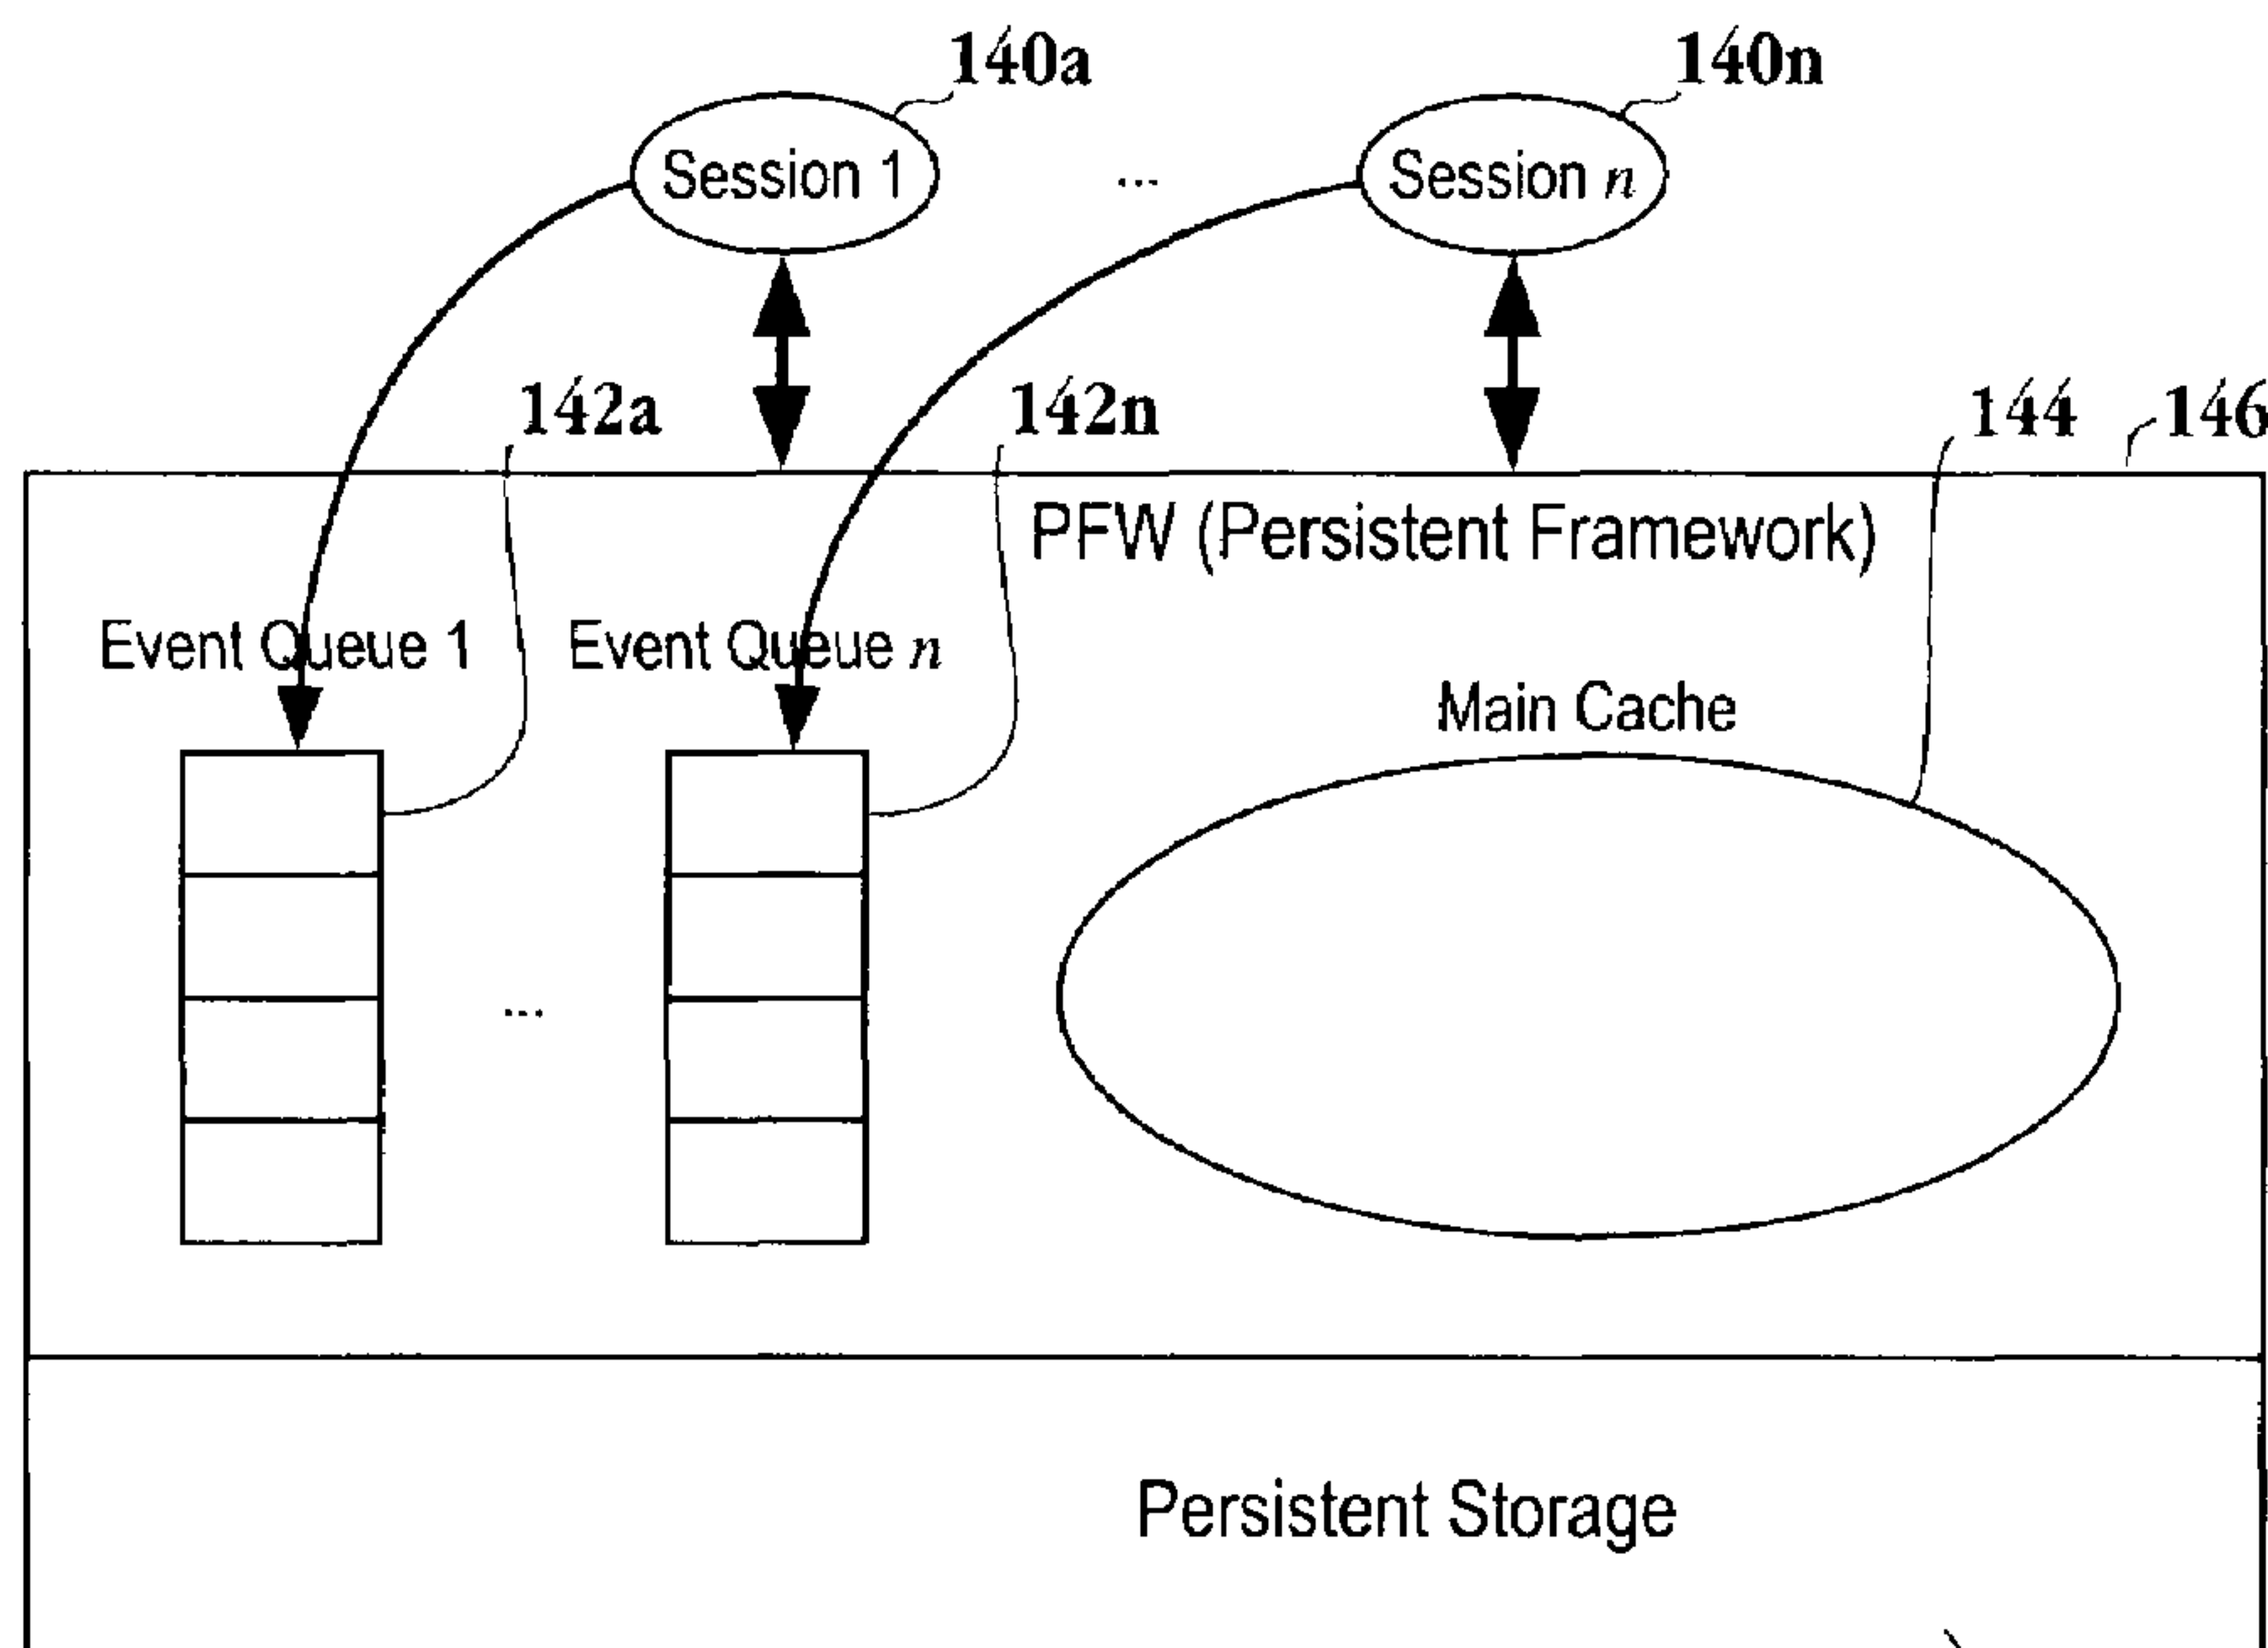 140a 140n
Session 1 ... Session n
142a 142n 144 146
PFW (Persistent Framework)
Event Queue 1 Event Queue n
Main Cache
...
Persistent Storage